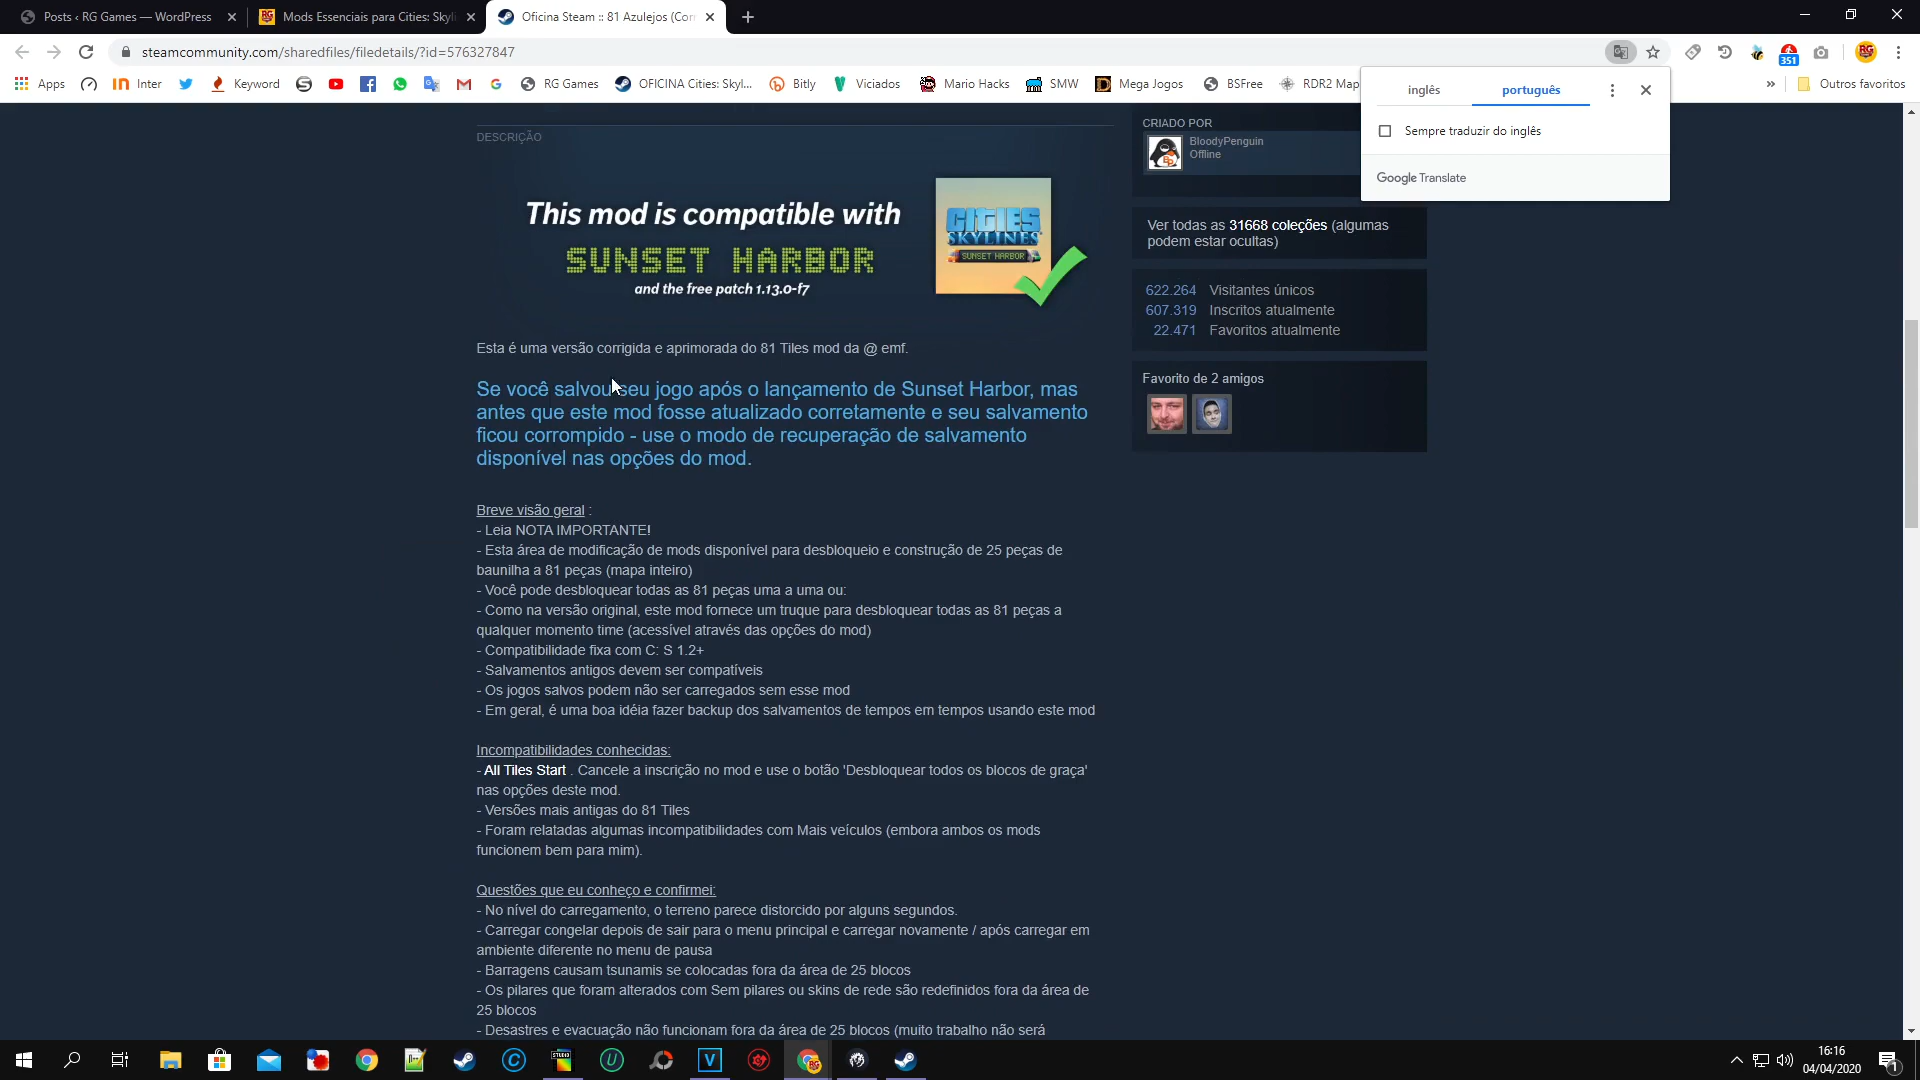 Posts ‹ RG Games — WordPress
Mods Essenciais para Cities: Skyli
Oficina Steam :: 81 Azulejos (Corr
steamcommunity.com/sharedfiles/filedetails/?id=576327847
351
Apps
Inter
Keyword
RG Games
OFICINA Cities: Skyl...
Bitly
Viciados
Mario Hacks
SMW
Mega Jogos
BSFree
RDR2 Map
Outros favoritos
inglês
português
Sempre traduzir do inglês
Google Translate
DESCRIÇÃO
This mod is compatible with
SUNSET HARBOR
and the free patch 1.13.0-f7
CITIES
SKYLINES
SUNSET HARBOR
Esta é uma versão corrigida e aprimorada do 81 Tiles mod da @ emf.
Se você salvou seu jogo após o lançamento de Sunset Harbor, mas
antes que este mod fosse atualizado corretamente e seu salvamento
ficou corrompido - use o modo de recuperação de salvamento
disponível nas opções do mod.
Breve visão geral :
- Leia NOTA IMPORTANTE!
- Esta área de modificação de mods disponível para desbloqueio e construção de 25 peças de
baunilha a 81 peças (mapa inteiro)
- Você pode desbloquear todas as 81 peças uma a uma ou:
- Como na versão original, este mod fornece um truque para desbloquear todas as 81 peças a
qualquer momento time (acessível através das opções do mod)
- Compatibilidade fixa com C: S 1.2+
- Salvamentos antigos devem ser compatíveis
- Os jogos salvos podem não ser carregados sem esse mod
- Em geral, é uma boa idéia fazer backup dos salvamentos de tempos em tempos usando este mod
Incompatibilidades conhecidas:
- All Tiles Start . Cancele a inscrição no mod e use o botão 'Desbloquear todos os blocos de graça'
nas opções deste mod.
- Versões mais antigas do 81 Tiles
- Foram relatadas algumas incompatibilidades com Mais veículos (embora ambos os mods
funcionem bem para mim).
Questões que eu conheço e confirmei:
- No nível do carregamento, o terreno parece distorcido por alguns segundos.
- Carregar congelar depois de sair para o menu principal e carregar novamente / após carregar em
ambiente diferente no menu de pausa
- Barragens causam tsunamis se colocadas fora da área de 25 blocos
- Os pilares que foram alterados com Sem pilares ou skins de rede são redefinidos fora da área de
25 blocos
- Desastres e evacuação não funcionam fora da área de 25 blocos (muito trabalho não será
CRIADO POR
BloodyPenguin
Offline
Ver todas as 31668 coleções (algumas
podem estar ocultas)
622.264 Visitantes únicos
607.319 Inscritos atualmente
22.471 Favoritos atualmente
Favorito de 2 amigos
16:16
04/04/2020
1